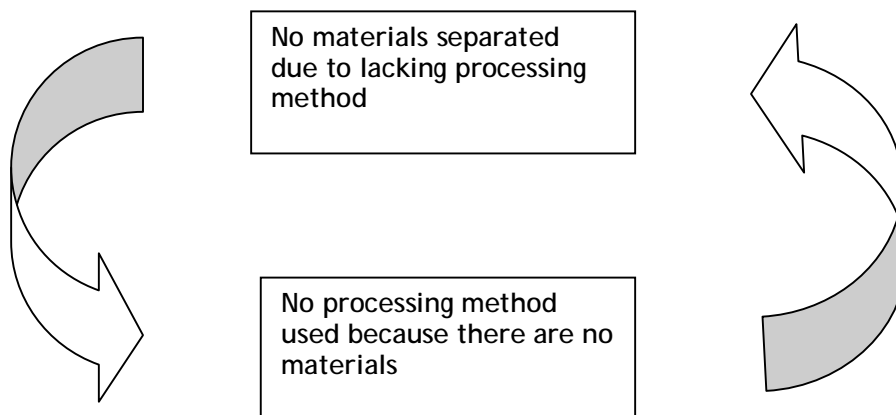 No materials separated
due to lacking processing
method
No processing method
used because there are no
materials